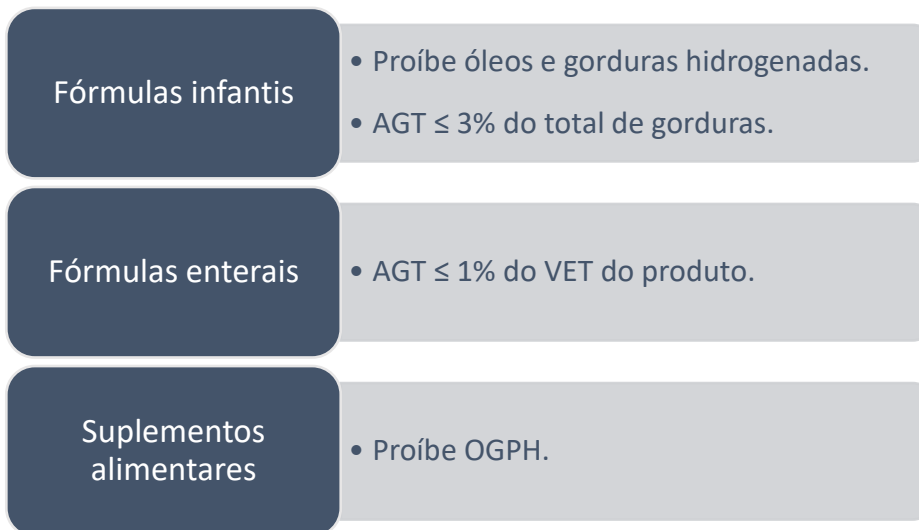 Fórmulas infantis
• Proíbe óleos e gorduras hidrogenadas.
• AGT ≤ 3% do total de gorduras.
Fórmulas enterais
• AGT ≤ 1% do VET do produto.
Suplementos
alimentares
• Proíbe OGPH.